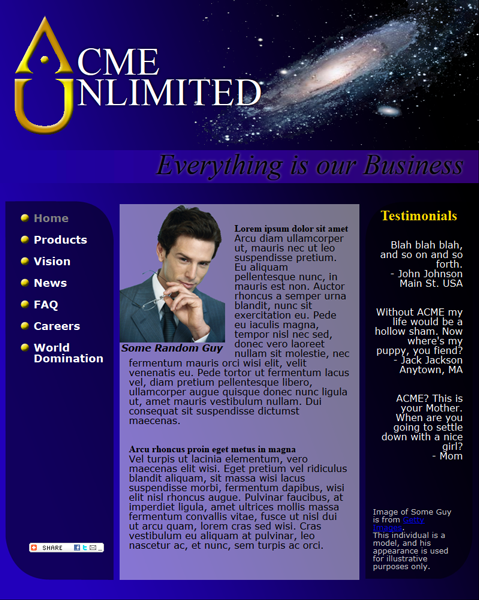 ACME
UNLIMITED
Everything is our Business
Home
Products
Vision
News
FAQ
Careers
World
Domination
SHARE
Some Random Guy
Lorem ipsum dolor sit amet
Arcu diam ullamcorper
ut, mauris nec ut leo
suspendisse pretium.
Eu aliquam
pellentesque nunc, in
mauris est non. Auctor
rhoncus a semper urna
blandit, nunc sit
exercitation eu. Pede
eu iaculis magna,
tempor nisl nec sed,
donec vero laoreet
nullam sit molestie, nec
fermentum mauris orci wisi elit, velit
venenatis eu. Pede tortor ut fermentum lacus
vel, diam pretium pellentesque libero,
ullamcorper augue quisque donec nunc ligula
ut, amet mauris vestibulum nullam. Dui
consequat sit suspendisse dictumst
maecenas.
Arcu rhoncus proin eget metus in magna
Vel turpis ut lacinia elementum, vero
maecenas elit wisi. Eget pretium vel ridiculus
blandit aliquam, sit massa wisi lacus
suspendisse morbi, fermentum dapibus, wisi
elit nisl rhoncus augue. Pulvinar faucibus, at
imperdiet ligula, amet ultrices mollis massa
fermentum convallis vitae, fusce ut nisl dui
ut arcu quam, lorem cras sed wisi. Cras
vestibulum eu aliquam at pulvinar, leo
nascetur ac, et nunc, sem turpis ac orci.
Testimonials
Blah blah blah,
and so on and so
forth.
- John Johnson
Main St. USA
Without ACME my
life would be a
hollow sham. Now
where's my
puppy, you fiend?
- Jack Jackson
Anytown, MA
ACME? This is
your Mother.
When are you
going to settle
down with a nice
girl?
- Mom
Image of Some Guy
is from Getty
Images.
This individual is a
model, and his
appearance is used
for illustrative
purposes only.